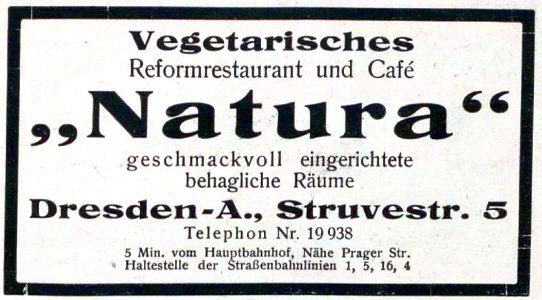 Vegetarisches
Reformrestaurant und Café
„Natura“
geschmackvoll eingerichtete
behagliche Räume
Dresden-A., Struvestr. 5
Telephon Nr. 19 938
5 Min. vom Hauptbahnhof, Nähe Prager Str.
Haltestelle der Straßenbahnlinien 1, 5, 16, 4